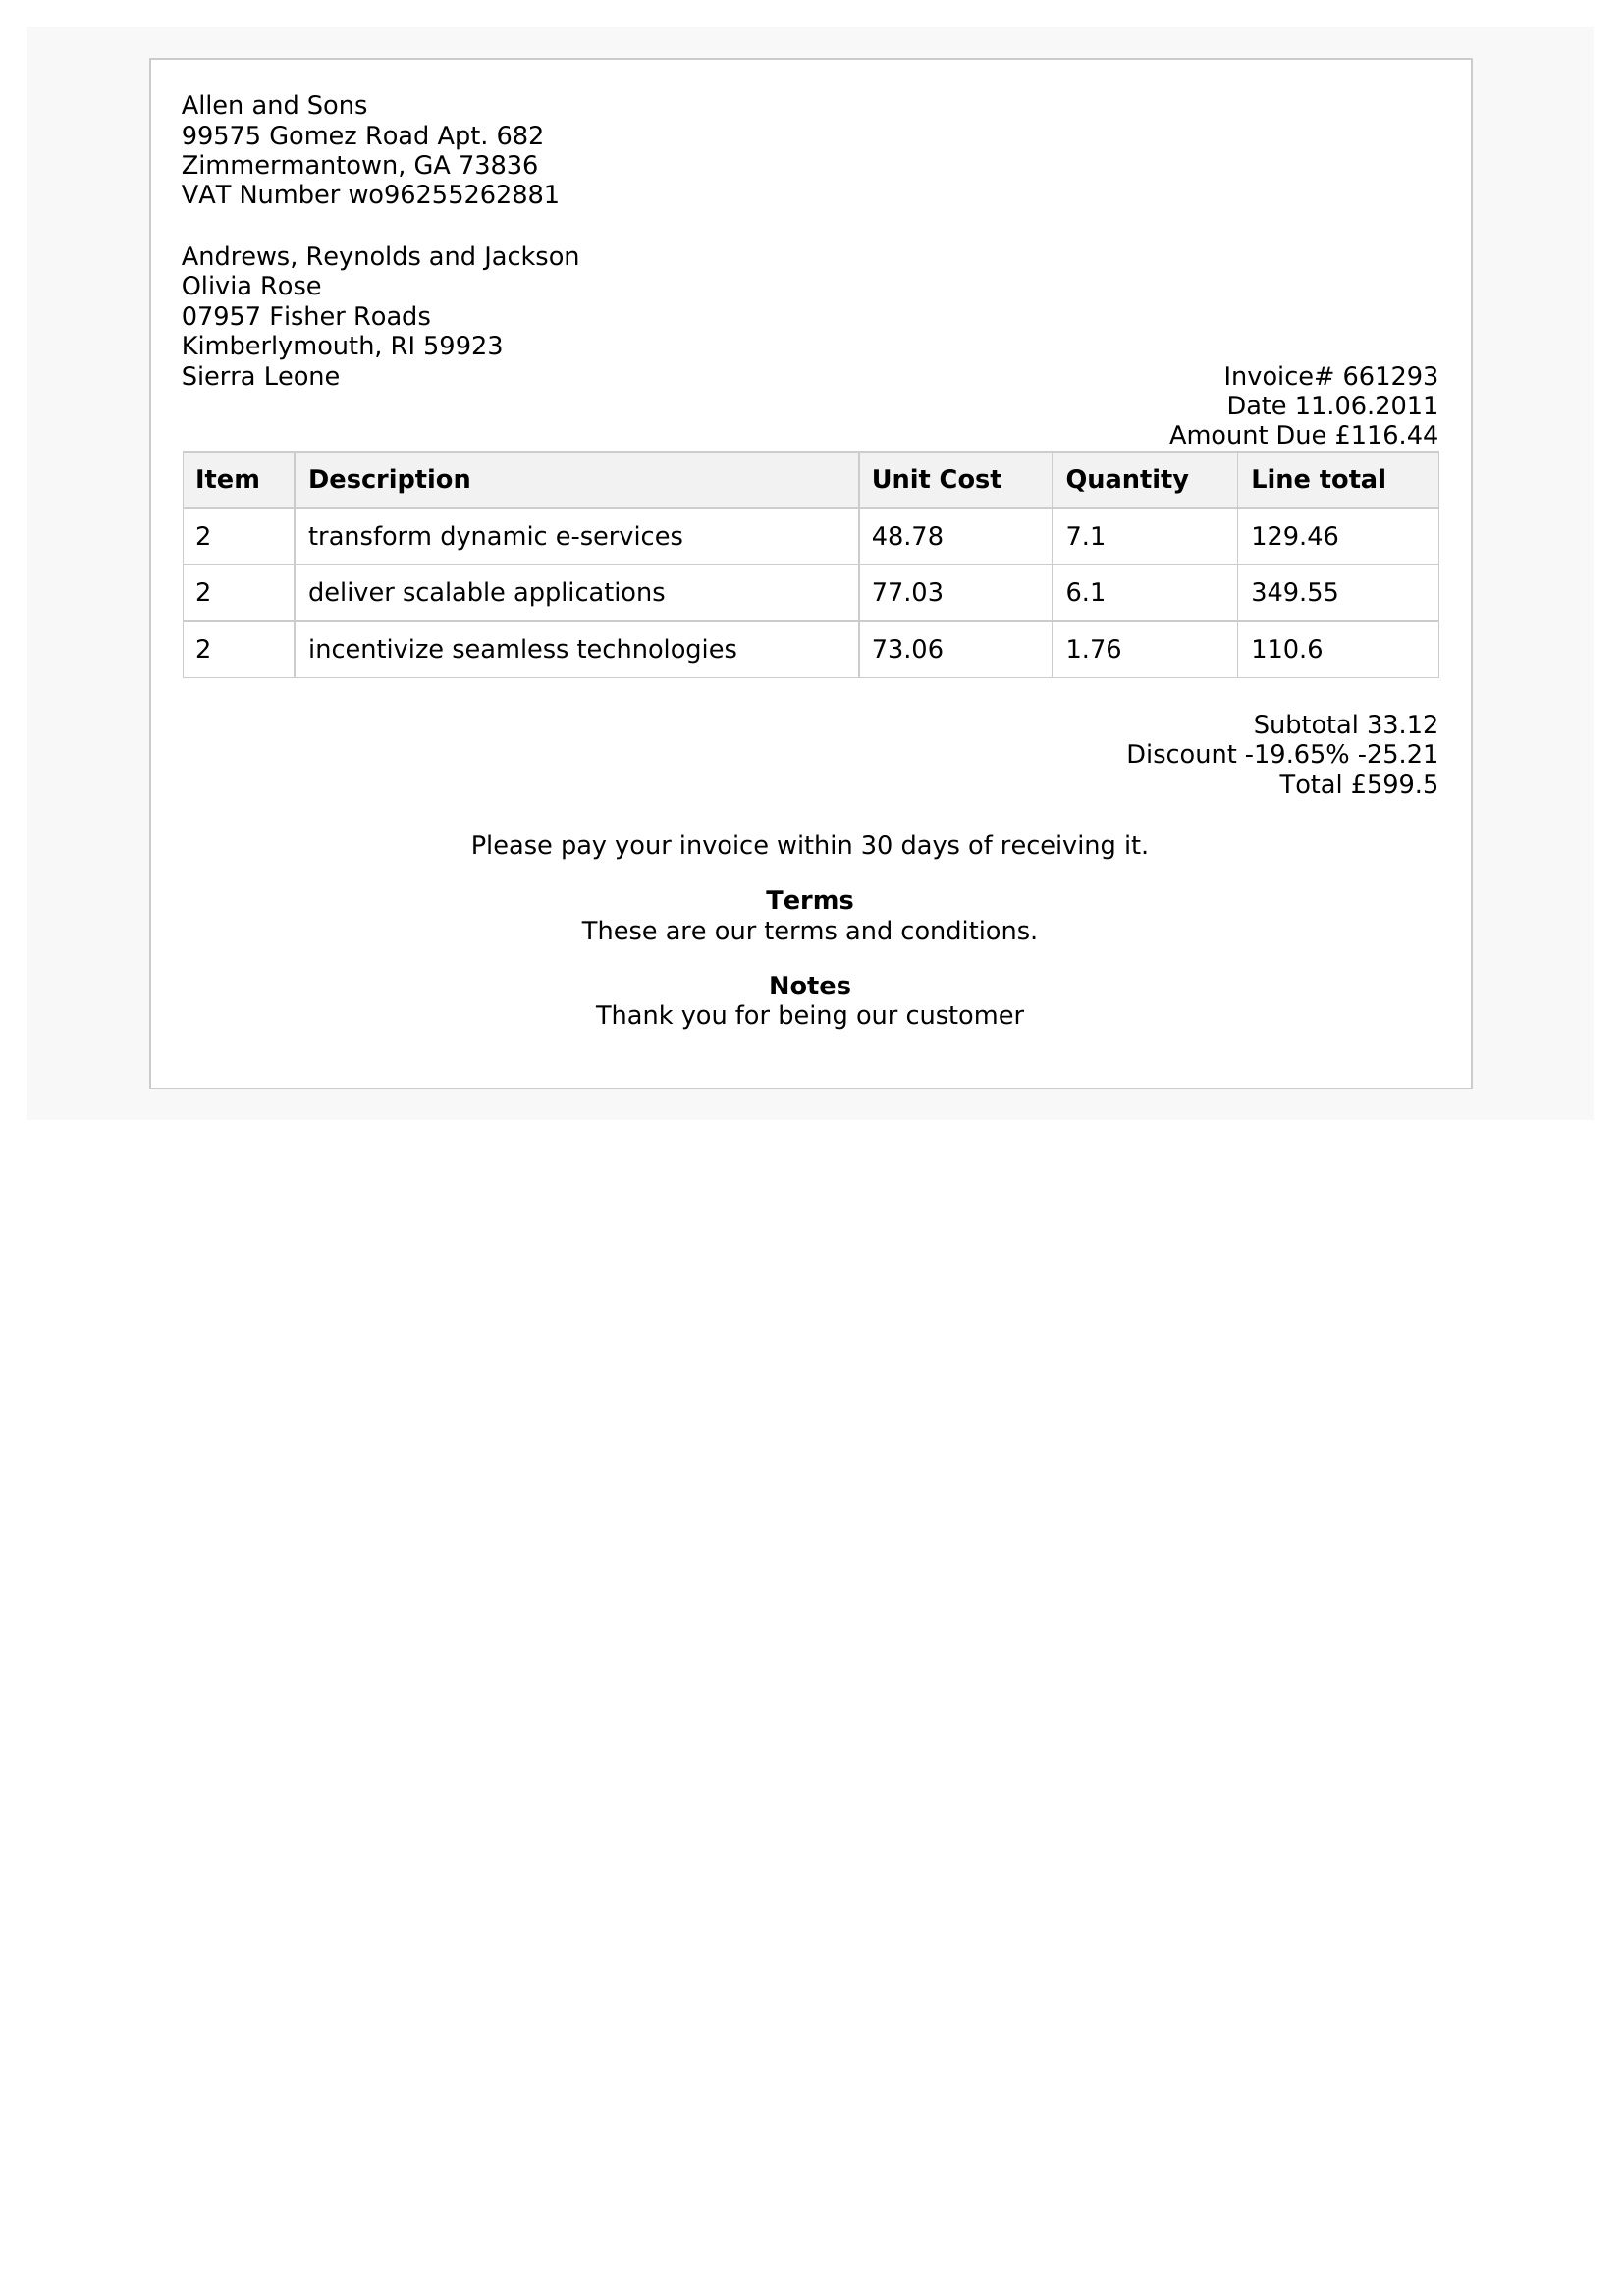 Allen and Sons
99575 Gomez Road Apt. 682
Zimmermantown, GA 73836
VAT Number wo96255262881
Andrews, Reynolds and Jackson
Olivia Rose
07957 Fisher Roads
Kimberlymouth, RI 59923
Sierra Leone
Invoice# 661293
Date 11.06.2011
Amount Due £116.44
Item Description Unit Cost Quantity Line total
2 transform dynamic e-services 48.78 7.1 129.46
2 deliver scalable applications 77.03 6.1 349.55
2 incentivize seamless technologies 73.06 1.76 110.6
Subtotal 33.12
Discount -19.65% -25.21
Total £599.5
Please pay your invoice within 30 days of receiving it.
Terms
These are our terms and conditions.
Notes
Thank you for being our customer